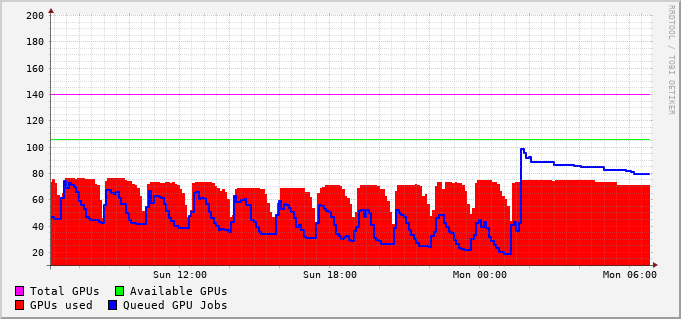 200
180
160
140
120
100
80
60
40
20
Sun 12:00 Sun 18:00 Mon 00:00 Mon 06:00
Total GPUs Available GPUs
GPUs used Queued GPU Jobs
RRDTOOL / TOBI OETIKER